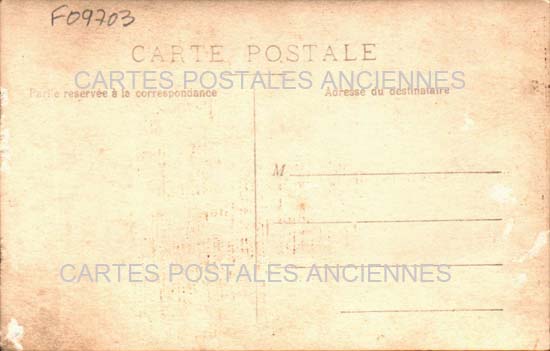 F09703
CARTE POSTALE
CARTES POSTALES ANCIENNES
Partie reservée à la correspondance
Adresse du destinataire
M
CARTES POSTALES ANCIENNES